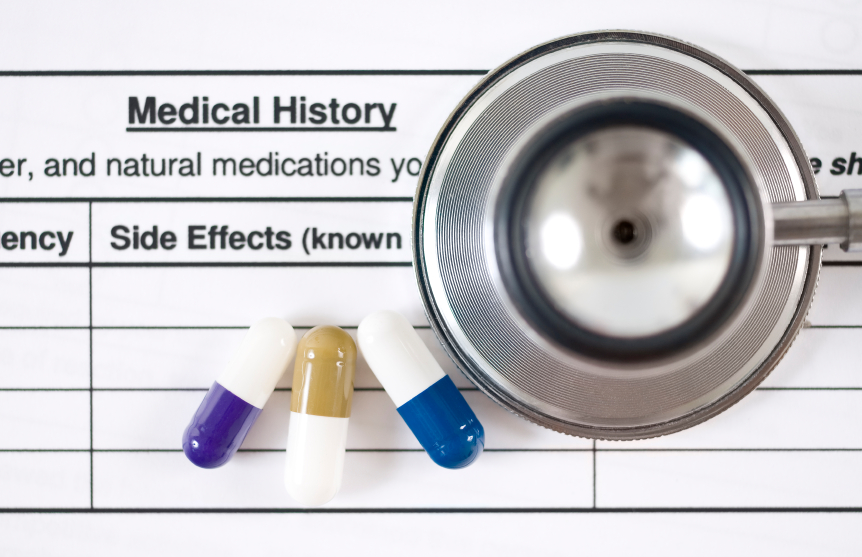 Medical History
er, and natural medications yo e sh
ency Side Effects (known